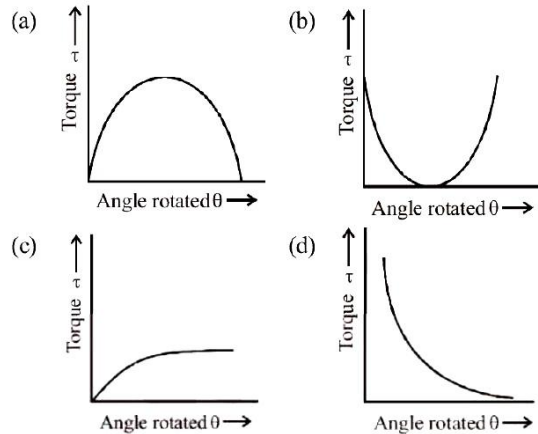 (a)
Torque τ
Angle rotated θ
(b)
Torque τ
Angle rotated θ
(c)
Torque τ
Angle rotated θ
(d)
Torque τ
Angle rotated θ